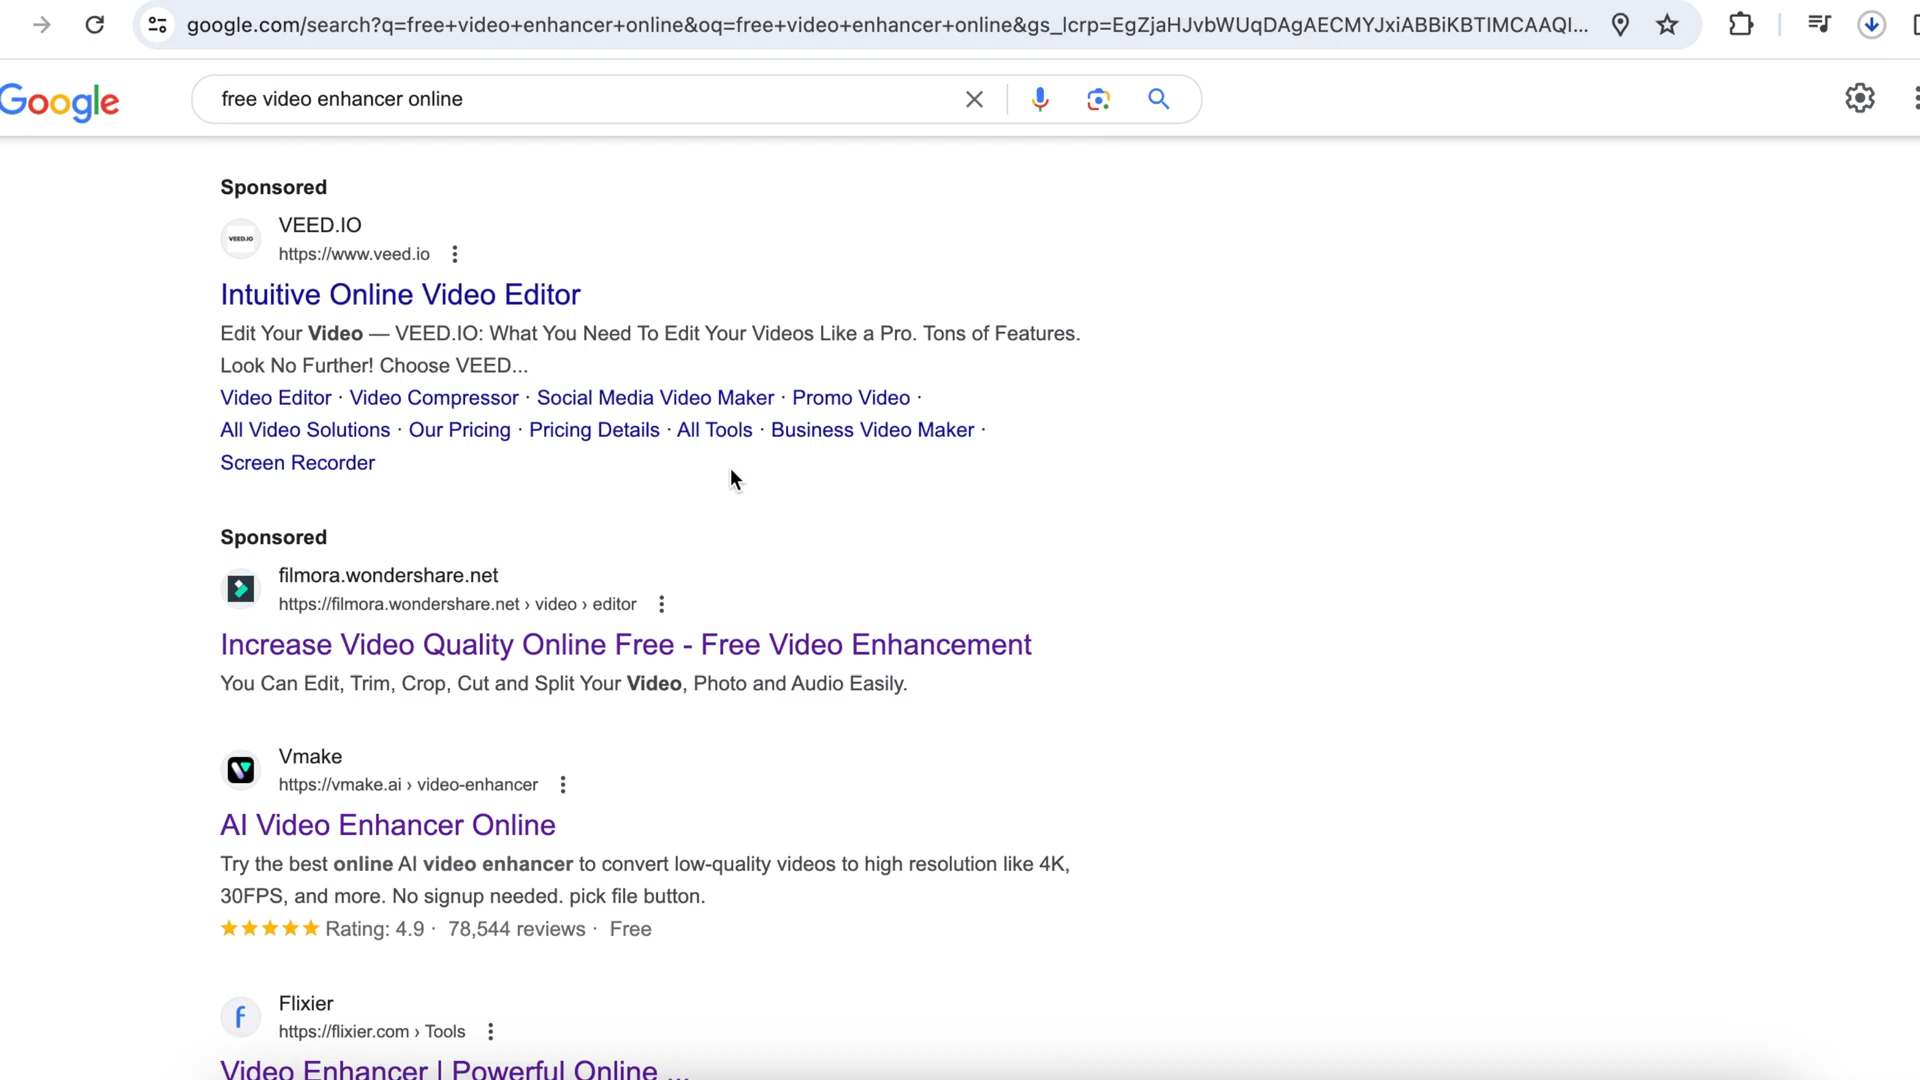 google.com/search?q=free+video+enhancer+online&oq=free+video+enhancer+online&gs_lcrp=EgZjaHJvbWUqDAgAECMYJxiABBiKBTIMCAAQI...
Google
free video enhancer online
Sponsored
VEED.IO
VEED.IO
https://www.veed.io
Intuitive Online Video Editor
Edit Your Video — VEED.IO: What You Need To Edit Your Videos Like a Pro. Tons of Features.
Look No Further! Choose VEED...
Video Editor · Video Compressor · Social Media Video Maker · Promo Video ·
All Video Solutions · Our Pricing · Pricing Details · All Tools · Business Video Maker ·
Screen Recorder
Sponsored
filmora.wondershare.net
https://filmora.wondershare.net › video › editor
Increase Video Quality Online Free - Free Video Enhancement
You Can Edit, Trim, Crop, Cut and Split Your Video, Photo and Audio Easily.
Vmake
https://vmake.ai › video-enhancer
AI Video Enhancer Online
Try the best online AI video enhancer to convert low-quality videos to high resolution like 4K,
30FPS, and more. No signup needed. pick file button.
Rating: 4.9 · 78,544 reviews · Free
f
Flixier
https://flixier.com › Tools
Video Enhancer | Powerful Online ...